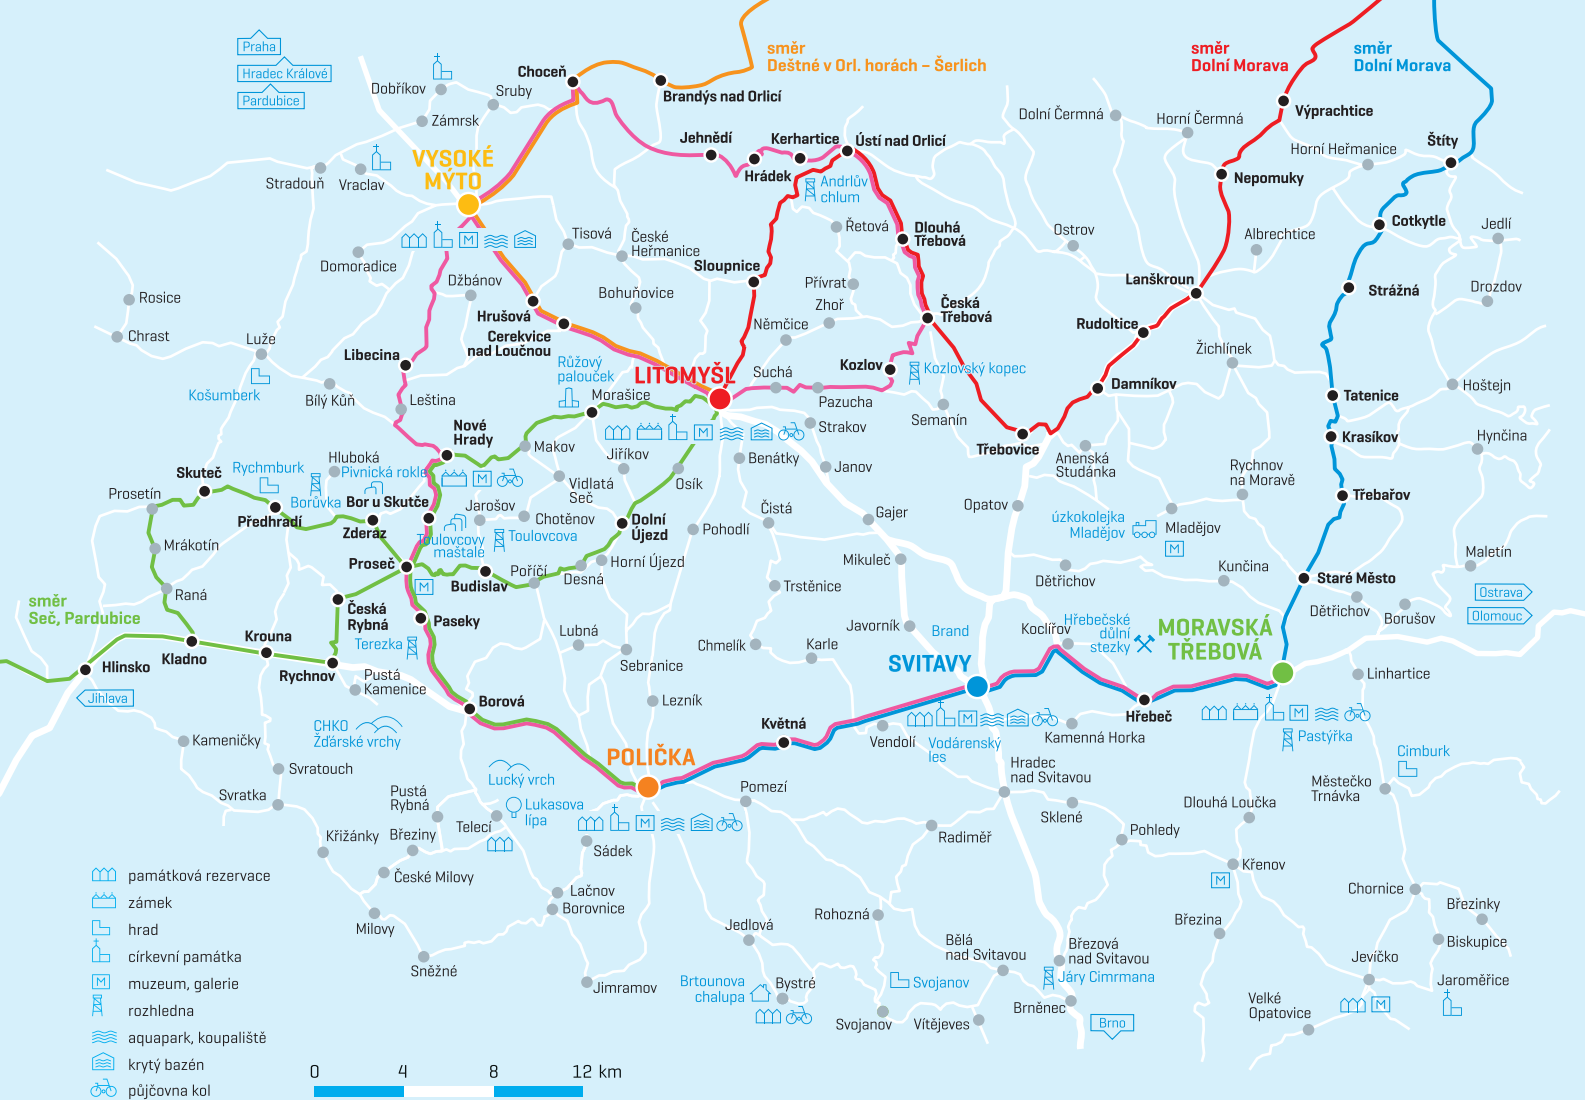 Praha
Hradec Králové
Pardubice
směr
Deštné v Orl. horách – Šerlich
směr
Dolní Morava
směr
Dolní Morava
Choceň
Dobříkov
Sruby
Zámrsk
Brandýs nad Orlicí
Výprachtice
Dolní Čermná
Horní Čermná
Štíty
Jehnědí
Kerhartice
Ústí nad Orlicí
Horní Heřmanice
Hrádek
Nepomuky
VYSOKÉ
MÝTO
Stradouň
Vraclav
Andrlův
chlum
M
Tisová
České
Heřmanice
Řetová
Dlouhá
Třebová
Ostrov
Albrechtice
Cotkytle
Jedlí
Domoradice
Džbánov
Sloupnice
Přívrat
Zhoř
Lanškroun
Strážná
Drozdov
Rosice
Bohuňovice
Česká
Třebová
Chrast
Hrušová
Cerekvice
nad Loučnou
Němčice
Rudoltice
Luže
Libecina
Růžový
palouček
LITOMYŠL
Suchá
Kozlov
Kozlovský kopec
Žichlínek
Košumberk
Bílý Kůň
Leština
Morašice
Pazucha
Damníkov
Hoštejn
Tatenice
M
Strakov
Semanín
Nové
Hrady
Makov
Jiříkov
Benátky
Janov
Třebovice
Anenská
Studánka
Krasíkov
Hynčina
Hluboká
Skuteč
Rychmburk
Pivnická rokle
M
Osík
Rychnov
na Moravě
Prosetín
Borůvka
Bor u Skutče
Vidlatá
Seč
Třebařov
Předhradí
Zderaz
Jarošov
Chotěnov
Dolní
Újezd
Pohodlí
Čistá
Gajer
Opatov
úzkokolejka
Mladějov
Mladějov
M
Toulovcovy
maštale
Toulovcova
Mrákotín
Proseč
M
Budislav
Poříčí
Desná
Horní Újezd
Mikuleč
Dětřichov
Kunčina
Maletín
Staré Město
Trstěnice
Ostrava
Dětřichov
Borušov
Olomouc
směr
Seč, Pardubice
Raná
Česká
Rybná
Paseky
Javorník
Brand
Koclířov
Hřebečské
důlní
stezky
MORAVSKÁ
TŘEBOVÁ
Krouna
Kladno
Terezka
Lubná
Chmelík
Karle
SVITAVY
Hlinsko
Rychnov
Sebranice
Linhartice
Jihlava
Pustá
Kamenice
Lezník
Borová
CHKO
Žďárské vrchy
Květná
Vendolí
M
Vodárenský
les
Kamenná Horka
Hřebeč
M
Pastýřka
Kameničky
Cimburk
Svratouch
POLIČKA
Lucký vrch
Hradec
nad Svitavou
Městečko
Trnávka
Svratka
Pustá
Rybná
Lukasova
lípa
Pomezí
Dlouhá Loučka
Sklené
M
Křižánky
Březiny
Telecí
Sádek
Radiměř
Pohledy
České Milovy
Křenov
M
Lačnov
Borovnice
Chornice
Březinky
Milovy
Rohozná
Jedlová
Březina
Biskupice
Bělá
nad Svitavou
Březová
nad Svitavou
Sněžné
Jimramov
Brtounova
chalupa
Bystré
Svojanov
Járy Cimrmana
Jevíčko
Jaroměřice
M
Svojanov
Vítějeves
Brněnec
Brno
Velké
Opatovice
památková rezervace
zámek
hrad
církevní památka
M
muzeum, galerie
rozhledna
aquapark, koupaliště
krytý bazén
půjčovna kol
0 4 8 12 km